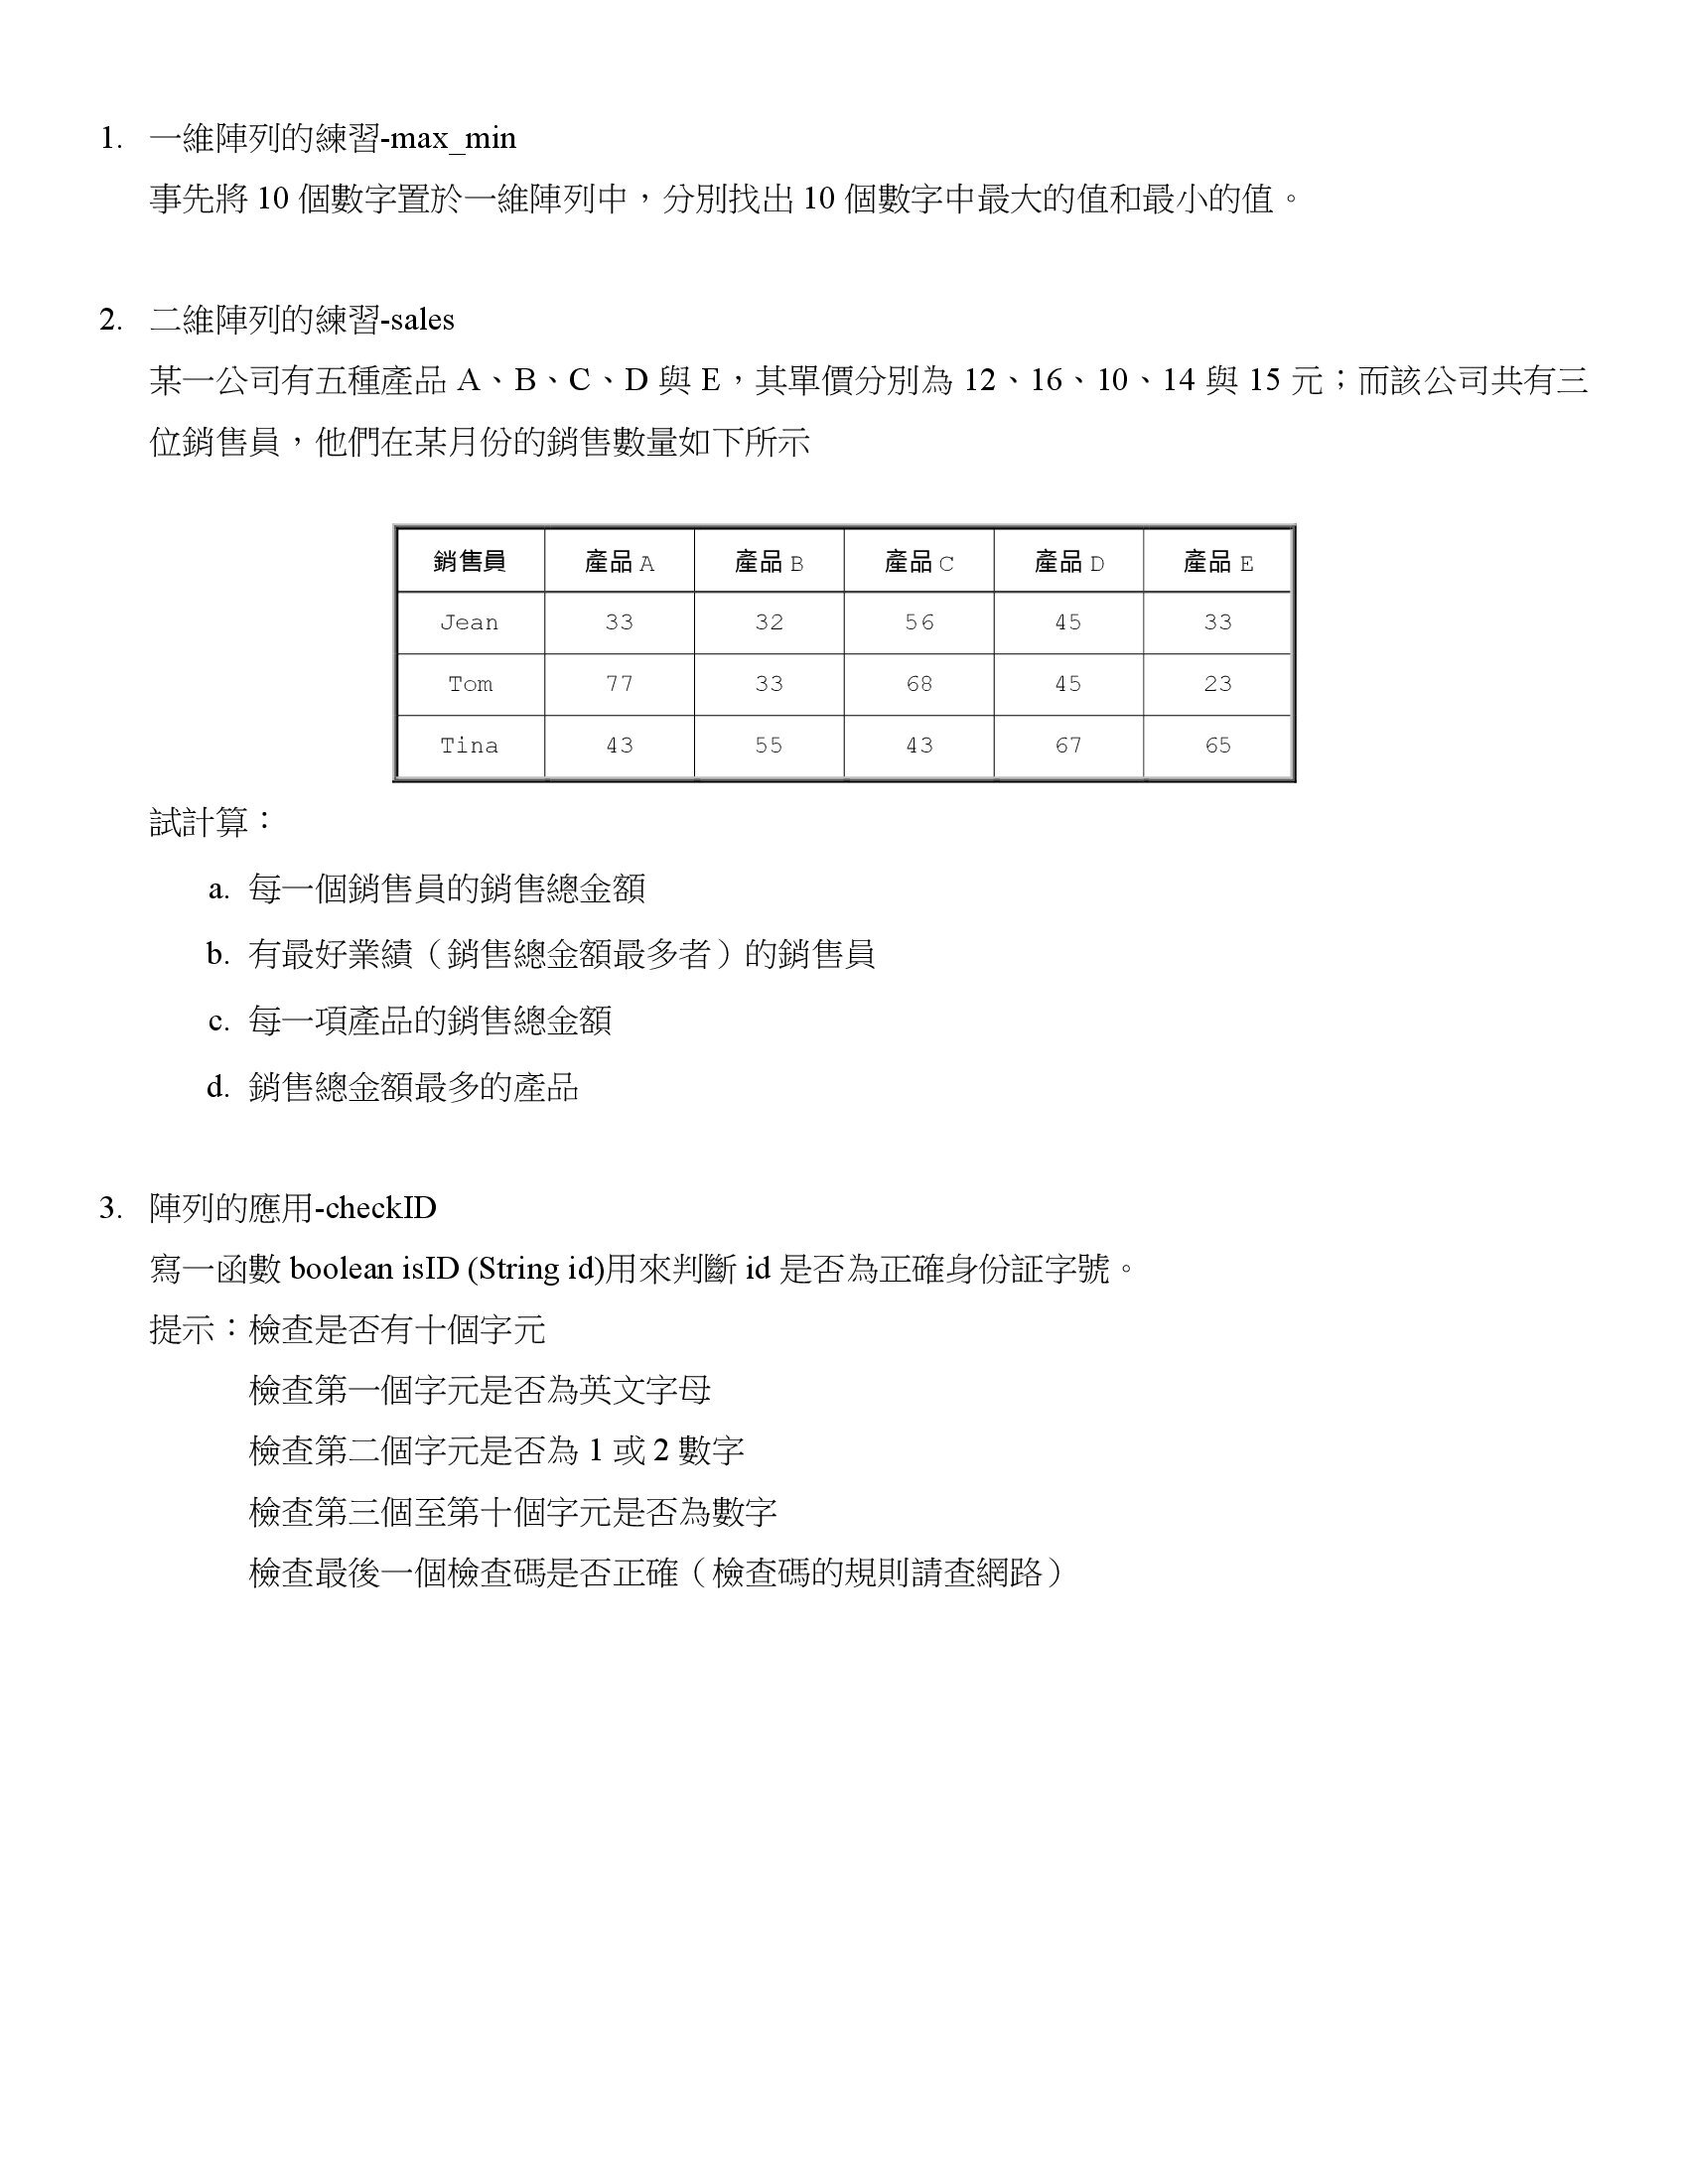 1. 一維陣列的練習-max_min
事先將 10 個數字置於一維陣列中，分別找出 10 個數字中最大的值和最小的值。
2. 二維陣列的練習-sales
某一公司有五種產品 A、B、C、D 與 E，其單價分別為 12、16、10、14 與 15 元；而該公司共有三
位銷售員，他們在某月份的銷售數量如下所示
銷售員 產品 A 產品 B 產品 C 產品 D 產品 E
Jean 33 32 56 45 33
Tom 77 33 68 45 23
Tina 43 55 43 67 65
試計算：
a. 每一個銷售員的銷售總金額
b. 有最好業績（銷售總金額最多者）的銷售員
c. 每一項產品的銷售總金額
d. 銷售總金額最多的產品
3. 陣列的應用-checkID
寫一函數 boolean isID (String id)用來判斷 id 是否為正確身份証字號。
提示：檢查是否有十個字元
檢查第一個字元是否為英文字母
檢查第二個字元是否為 1 或 2 數字
檢查第三個至第十個字元是否為數字
檢查最後一個檢查碼是否正確（檢查碼的規則請查網路）